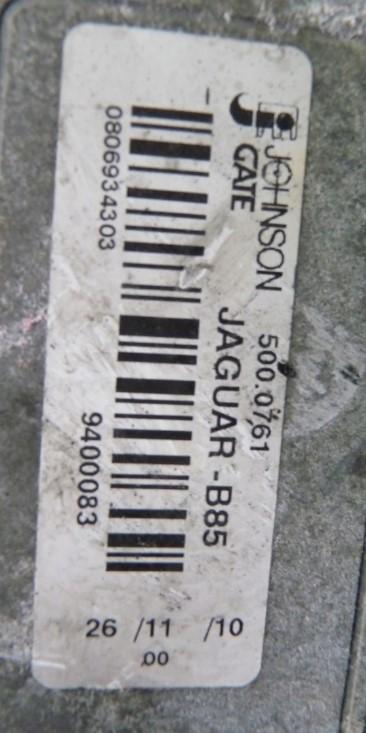 JOHNSON
GATE
500.0761
JAGUAR -B85
0806934303
9400083
26 /11 /10
00